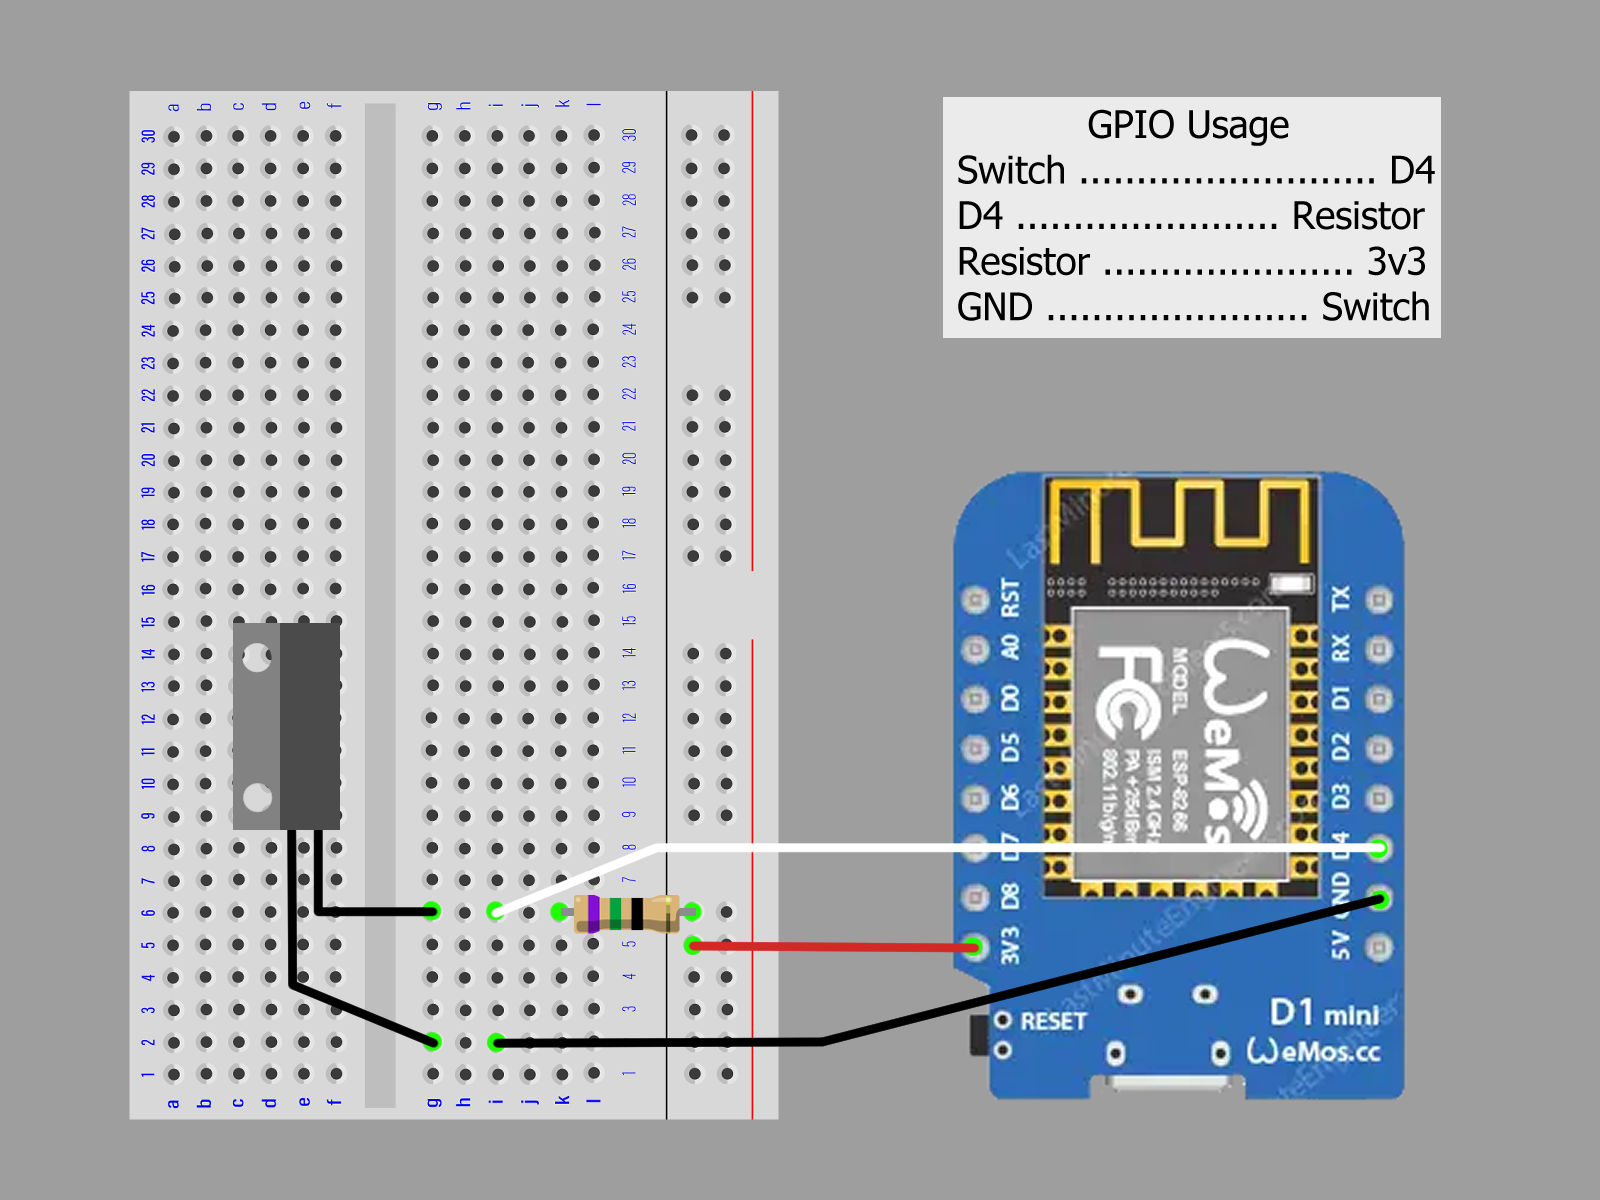 a b c d e f g h i j k l
30 30
29 29
28 28
27 27
26 26
25 25
24 24
23 23
22 22
21 21
20 20
19 19
18 18
17 17
16 16
15 15
14 14
13 13
12 12
11 11
10 10
9 9
8 8
7 7
6
5 5
4 4
3 3
2 2
1 1
a b c d e f g h i j k l
GPIO Usage
Switch .......................... D4
D4 ....................... Resistor
Resistor ...................... 3v3
GND ....................... Switch
RST
A0
D0
D5
D6
D7
D8
3V3
TX
RX
D1
D2
D3
D4
GND
5V
WeMos
MODEL ESP-8266
ISM 2.4GHz
PA +25dBm
802.11b/g/n
FC
RESET
D1 mini
WeMos.cc
LastMinuteEngineers